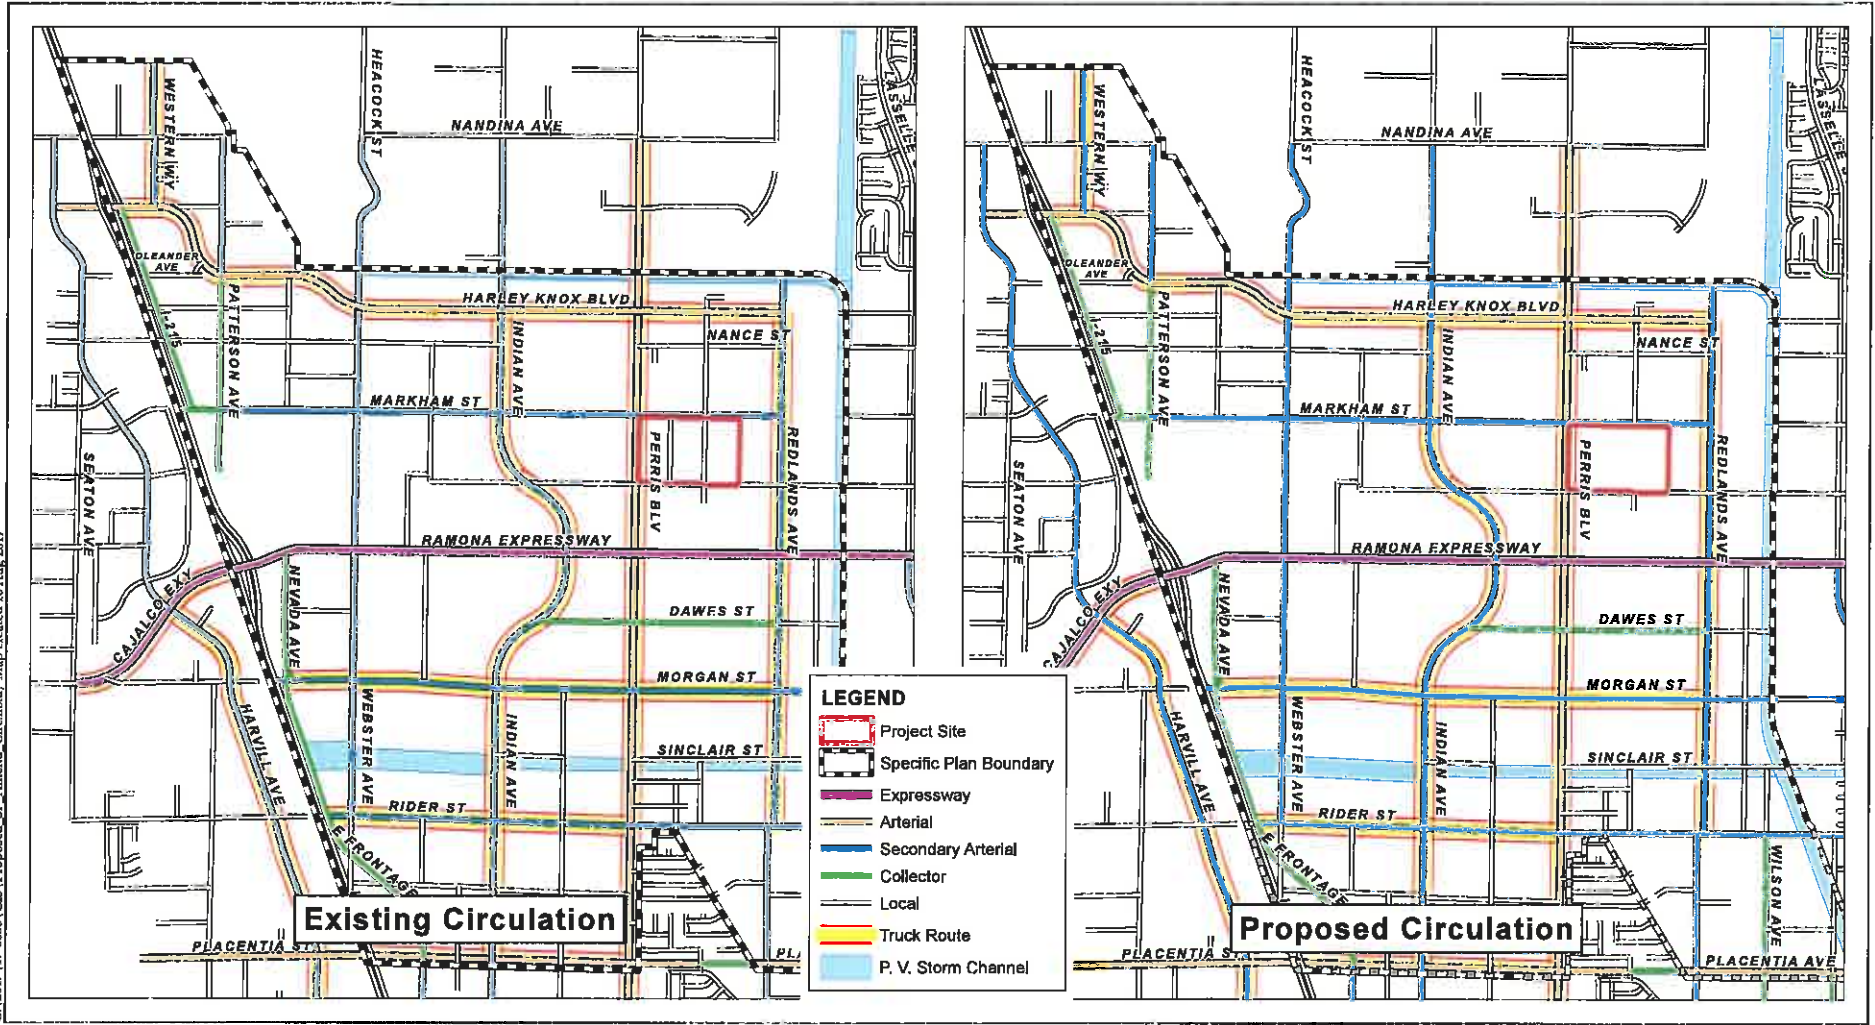 HEACOCK ST
LASSELLE
WESTERN WY
NANDINA AVE
OLEANDER
AVE
HARLEY KNOX BLVD
I-215
PATTERSON AVE
INDIAN AVE
NANCE ST
MARKHAM ST
SEATON AVE
PERRIS BLV
REDLANDS AVE
RAMONA EXPRESSWAY
CAJALCO EXY
NEVADA AVE
DAWES ST
MORGAN ST
HARVILL AVE
WEBSTER AVE
INDIAN AVE
SINCLAIR ST
RIDER ST
E FRONTAGE
Existing Circulation
PLACENTIA ST
PL
LEGEND
Project Site
Specific Plan Boundary
Expressway
Arterial
Secondary Arterial
Collector
Local
Truck Route
P. V. Storm Channel
HEACOCK ST
LASSELLE
WESTERN WY
NANDINA AVE
OLEANDER
AVE
HARLEY KNOX BLVD
I-215
PATTERSON AVE
INDIAN AVE
NANCE ST
MARKHAM ST
SEATON AVE
PERRIS BLV
REDLANDS AVE
RAMONA EXPRESSWAY
CAJALCO EXY
NEVADA AVE
DAWES ST
MORGAN ST
HARVILL AVE
WEBSTER AVE
INDIAN AVE
SINCLAIR ST
RIDER ST
E FRONTAGE
WILSON AVE
Proposed Circulation
PLACENTIA ST
PLACENTIA AVE